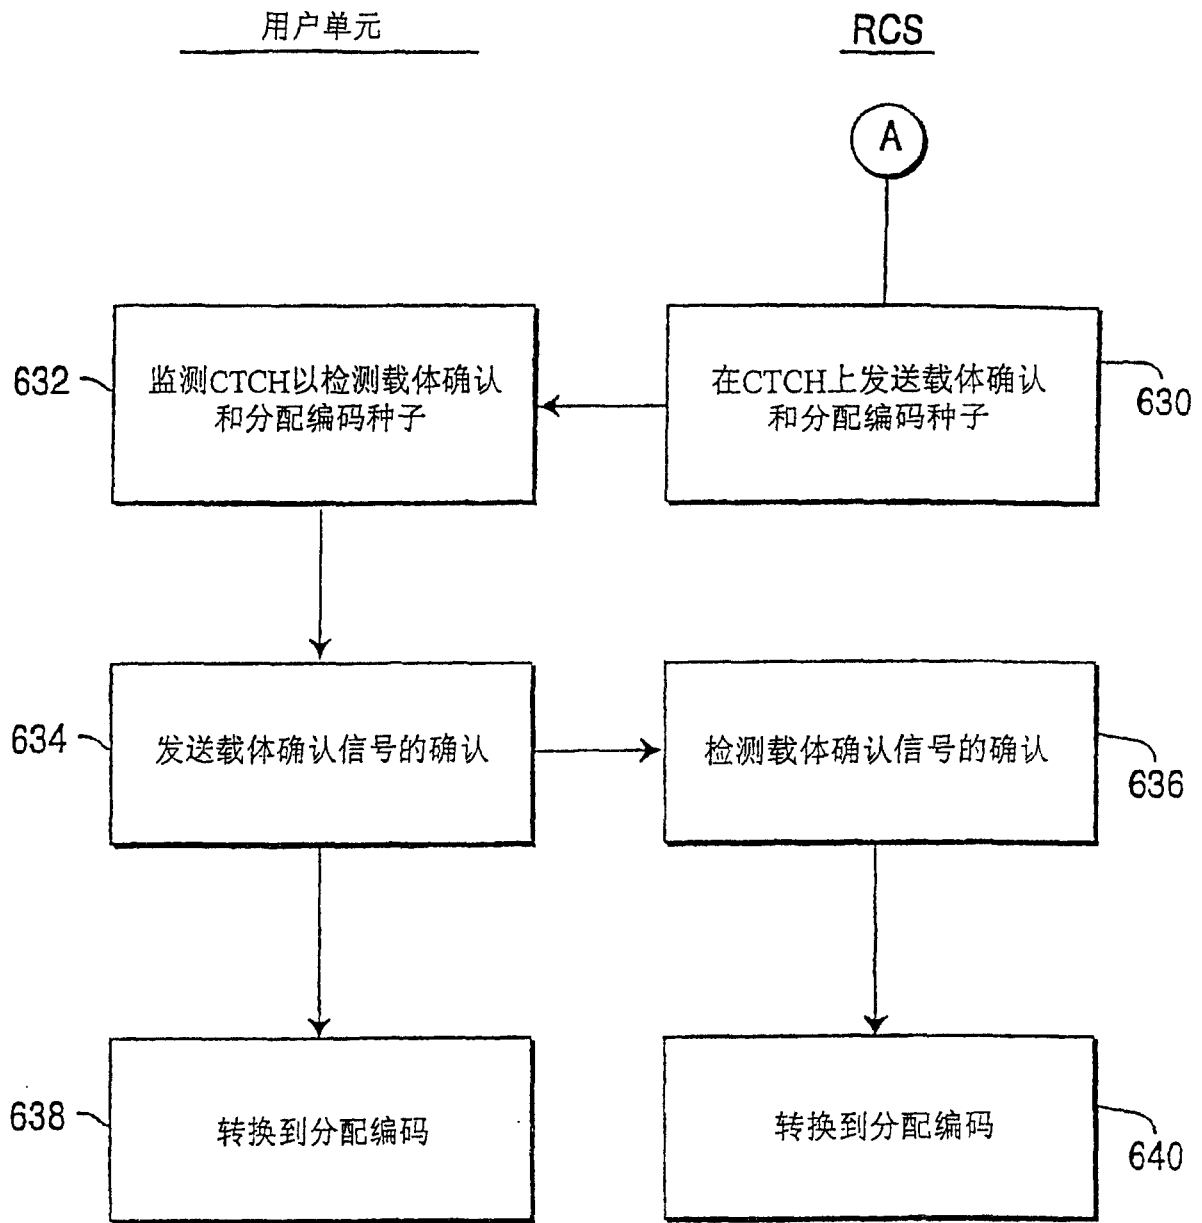 用户单元
RCS
A
632
监测CTCH以检测载体确认
和分配编码种子
在CTCH上发送载体确认
和分配编码种子
630
634
发送载体确认信号的确认
检测载体确认信号的确认
636
638
转换到分配编码
转换到分配编码
640